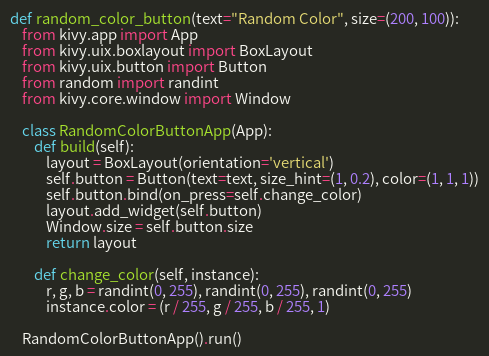 def random_color_button(text="Random Color", size=(200, 100)):
    from kivy.app import App
    from kivy.uix.boxlayout import BoxLayout
    from kivy.uix.button import Button
    from random import randint
    from kivy.core.window import Window

    class RandomColorButtonApp(App):
        def build(self):
            layout = BoxLayout(orientation='vertical')
            self.button = Button(text=text, size_hint=(1, 0.2), color=(1, 1, 1))
            self.button.bind(on_press=self.change_color)
            layout.add_widget(self.button)
            Window.size = self.button.size
            return layout

        def change_color(self, instance):
            r, g, b = randint(0, 255), randint(0, 255), randint(0, 255)
            instance.color = (r / 255, g / 255, b / 255, 1)

    RandomColorButtonApp().run()